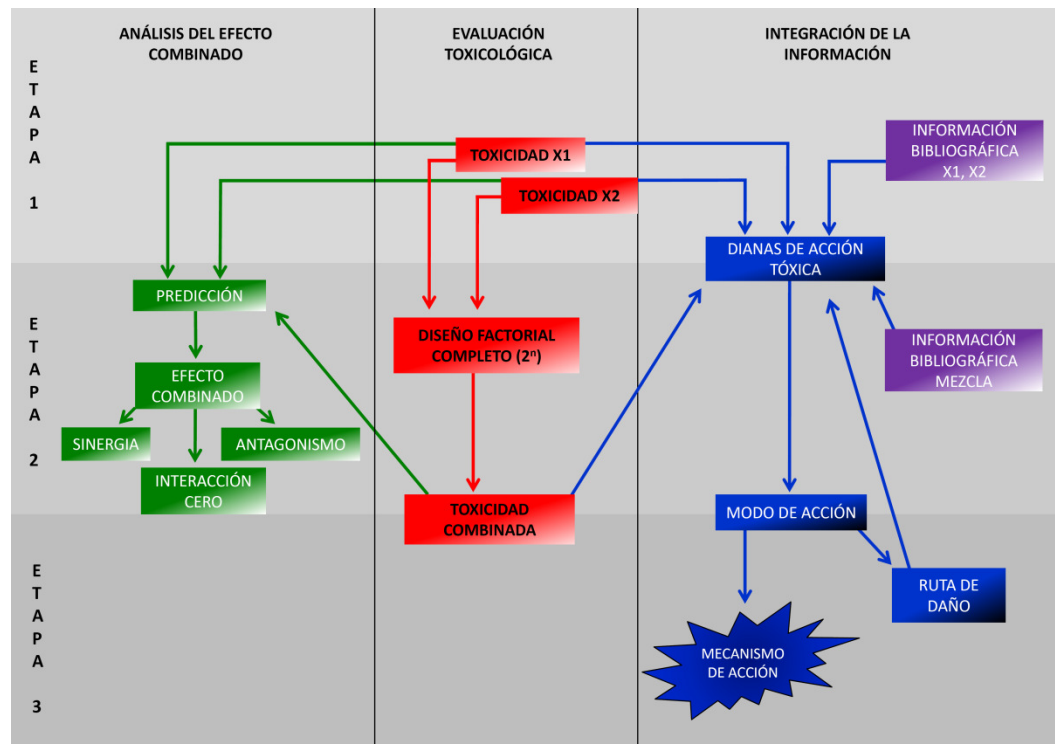 ANÁLISIS DEL EFECTO
COMBINADO
EVALUACIÓN
TOXICOLÓGICA
INTEGRACIÓN DE LA
INFORMACIÓN
E
T
A
P
A
1
TOXICIDAD X1
TOXICIDAD X2
INFORMACIÓN
BIBLIOGRÁFICA
X1, X2
DIANAS DE ACCIÓN
TÓXICA
E
T
A
P
A
2
PREDICCIÓN
EFECTO
COMBINADO
SINERGIA
ANTAGONISMO
INTERACCIÓN
CERO
DISEÑO FACTORIAL
COMPLETO (2ⁿ)
TOXICIDAD
COMBINADA
INFORMACIÓN
BIBLIOGRÁFICA
MEZCLA
MODO DE ACCIÓN
E
T
A
P
A
3
RUTA DE
DAÑO
MECANISMO
DE ACCIÓN